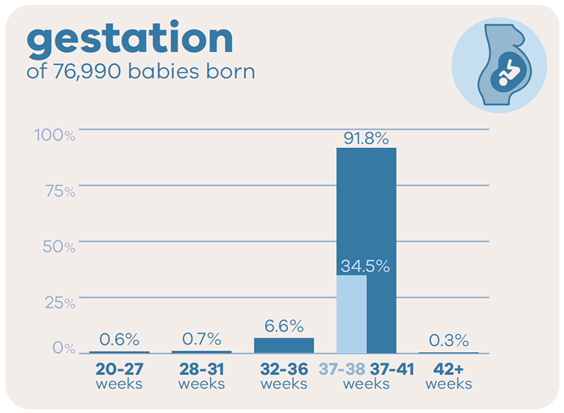 gestation
of 76,990 babies born
100%
91.8%
75%
50%
34.5%
25%
0.6%
0.7%
6.6%
0.3%
0%
20-27 28-31 32-36 37-38 37-41 42+
weeks weeks weeks weeks weeks